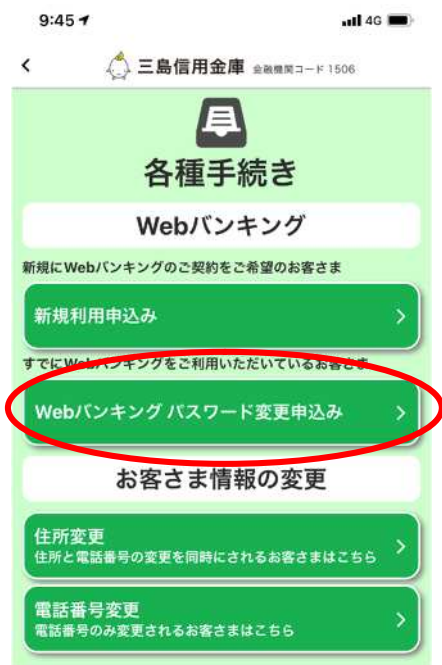 9:45
4G
三島信用金庫 金融機関コード 1506
各種手続き
Webバンキング
新規にWebバンキングのご契約をご希望のお客さま
新規利用申込み
すでにWebバンキングをご利用いただいているお客さま
Webバンキング パスワード変更申込み
お客さま情報の変更
住所変更
住所と電話番号の変更を同時にされるお客さまはこちら
電話番号変更
電話番号のみ変更されるお客さまはこちら